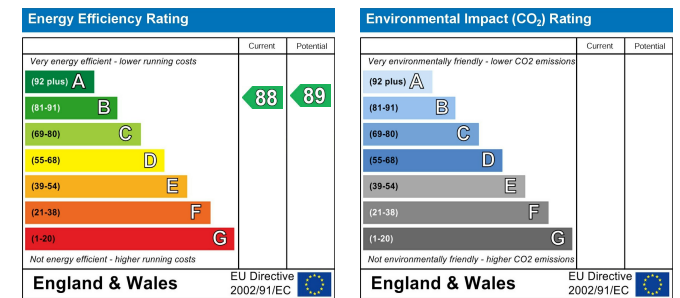 Energy Efficiency Rating
Current Potential
Very energy efficient - lower running costs
(92 plus) A
(81-91) B
(69-80) C
(55-68) D
(39-54) E
(21-38) F
(1-20) G
88 89
Not energy efficient - higher running costs
England & Wales
EU Directive
2002/91/EC
Environmental Impact (CO₂) Rating
Current Potential
Very environmentally friendly - lower CO2 emissions
(92 plus) A
(81-91) B
(69-80) C
(55-68) D
(39-54) E
(21-38) F
(1-20) G
Not environmentally friendly - higher CO2 emissions
England & Wales
EU Directive
2002/91/EC